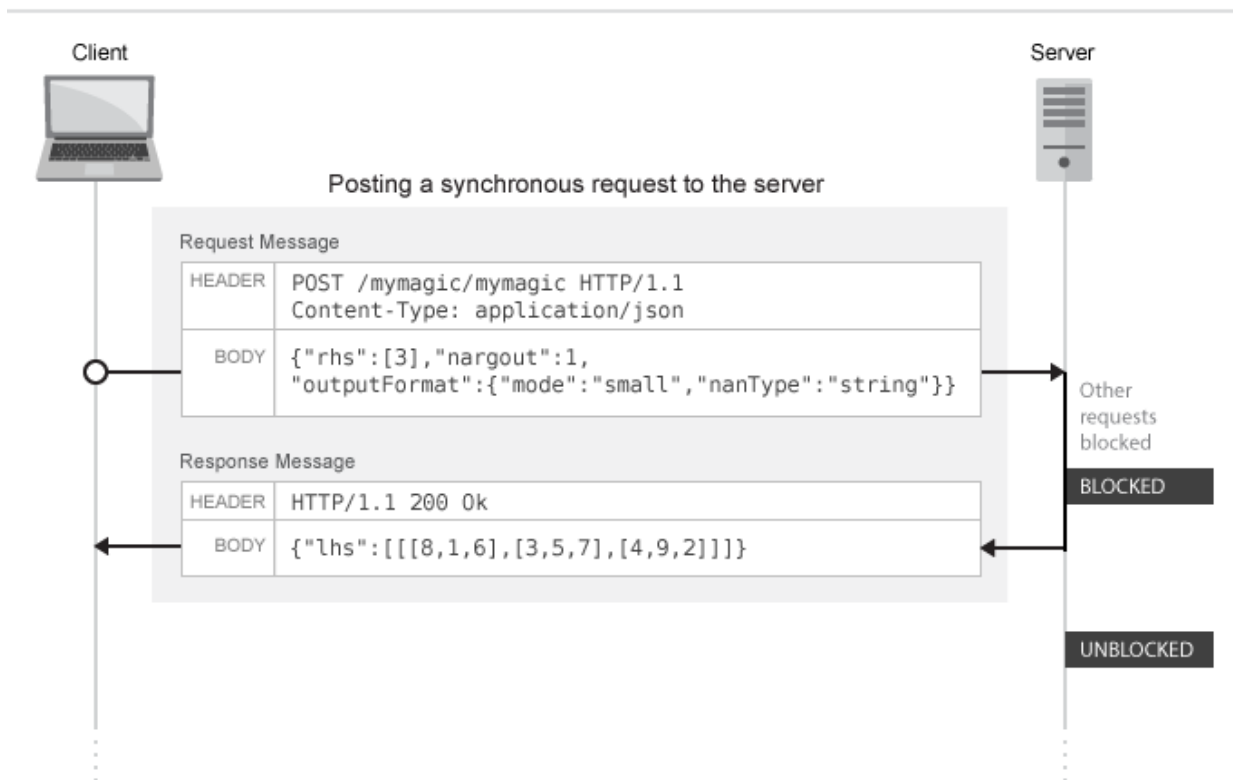 Client
Server
Posting a synchronous request to the server
Request Message
HEADER
POST /mymagic/mymagic HTTP/1.1
Content-Type: application/json
BODY
{"rhs":[3],"nargout":1,
"outputFormat":{"mode":"small","nanType":"string"}}
Other
requests
blocked
BLOCKED
Response Message
HEADER
HTTP/1.1 200 Ok
BODY
{"lhs":[[[8,1,6],[3,5,7],[4,9,2]]]}
UNBLOCKED